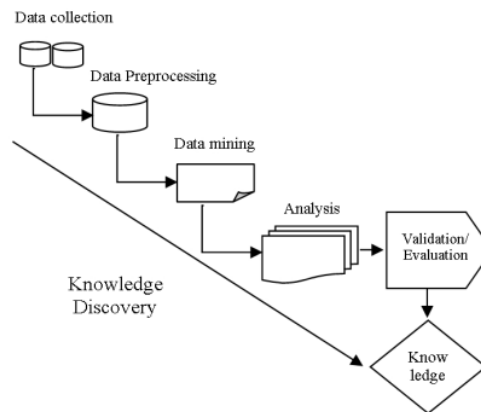 Data collection
Data Preprocessing
Data mining
Analysis
Validation/
Evaluation
Knowledge
Discovery
Know
ledge